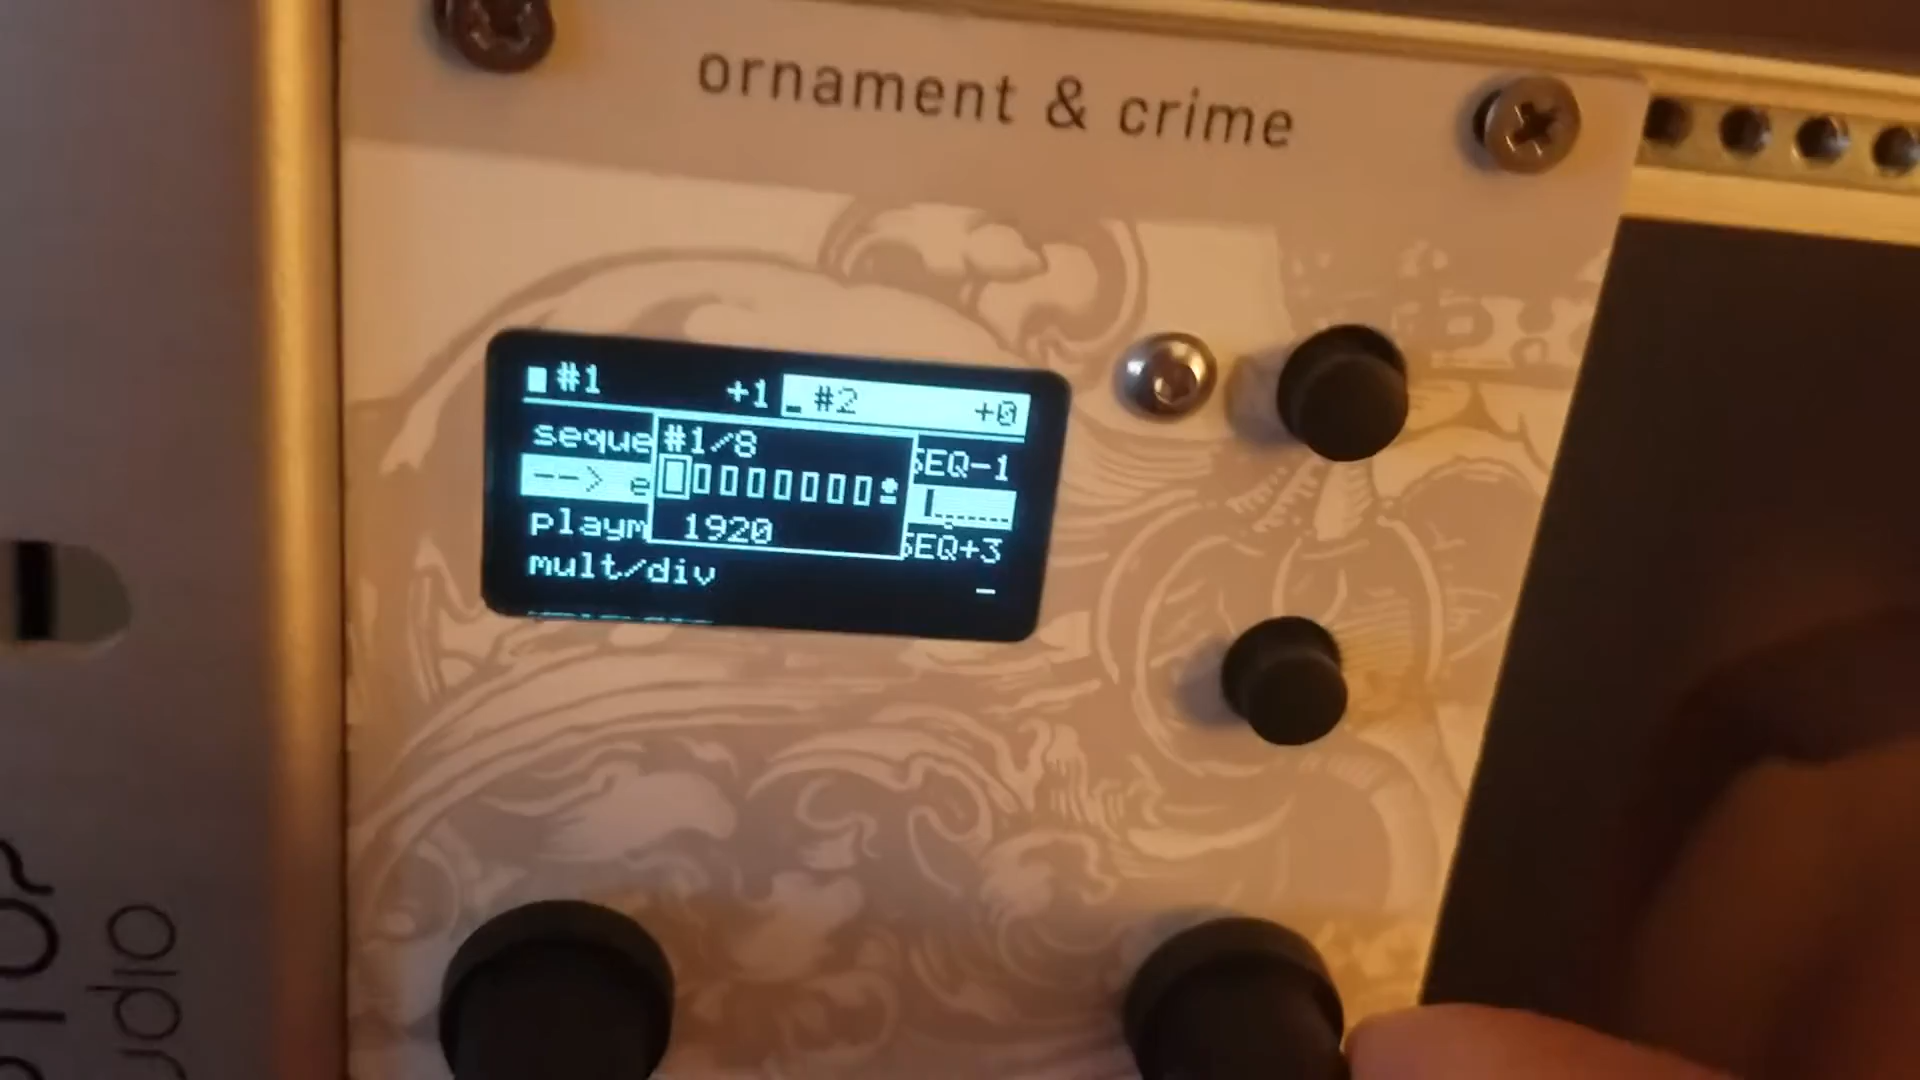 ornament & crime
#1 +1 #2 +0
seque #1/8 SEQ-1
--> e
playm 1920 SEQ+3
mult/div -